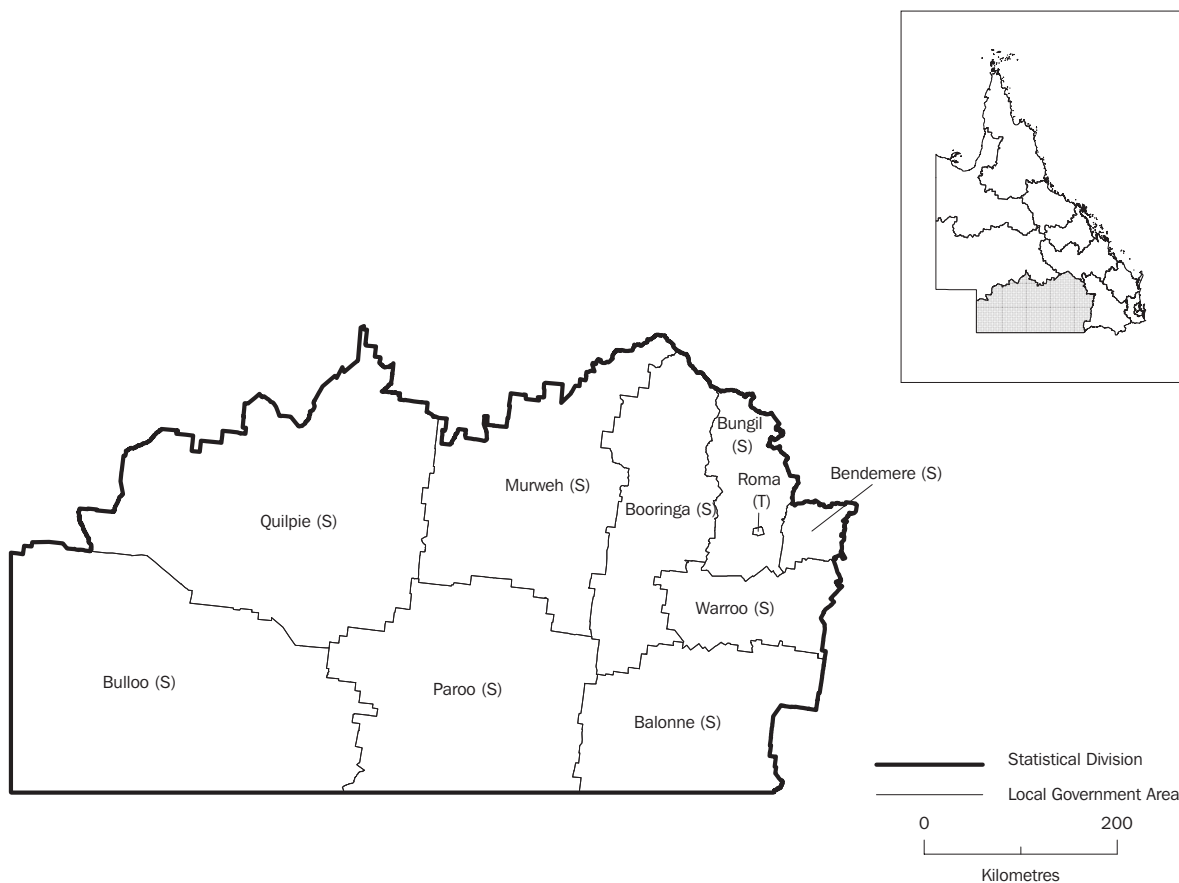 Bungil
(S)
Roma
(T)
Bendemere (S)
Murweh (S)
Booringa (S)
Quilpie (S)
Warroo (S)
Bulloo (S)
Paroo (S)
Balonne (S)
Statistical Division
Local Government Area
0 200
Kilometres